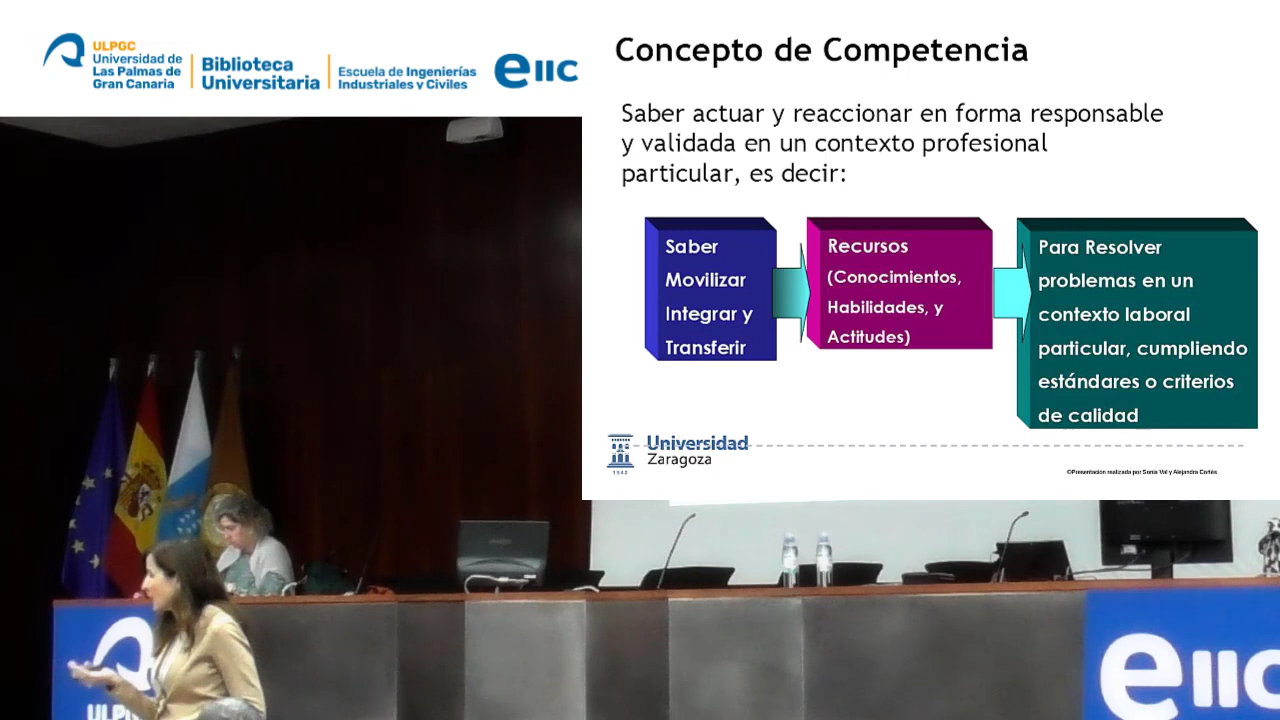 ULPGC
Universidad de
Las Palmas de
Gran Canaria
Biblioteca
Universitaria
Escuela de Ingenierías
Industriales y Civiles
eiic
Concepto de Competencia
Saber actuar y reaccionar en forma responsable
y validada en un contexto profesional
particular, es decir:
Saber
Movilizar
Integrar y
Transferir
Recursos
(Conocimientos,
Habilidades, y
Actitudes)
Para Resolver
problemas en un
contexto laboral
particular, cumpliendo
estándares o criterios
de calidad
Universidad
Zaragoza
1542
©Presentación realizada por Sonia Val y Alejandra Cortés
ULPG
eiic